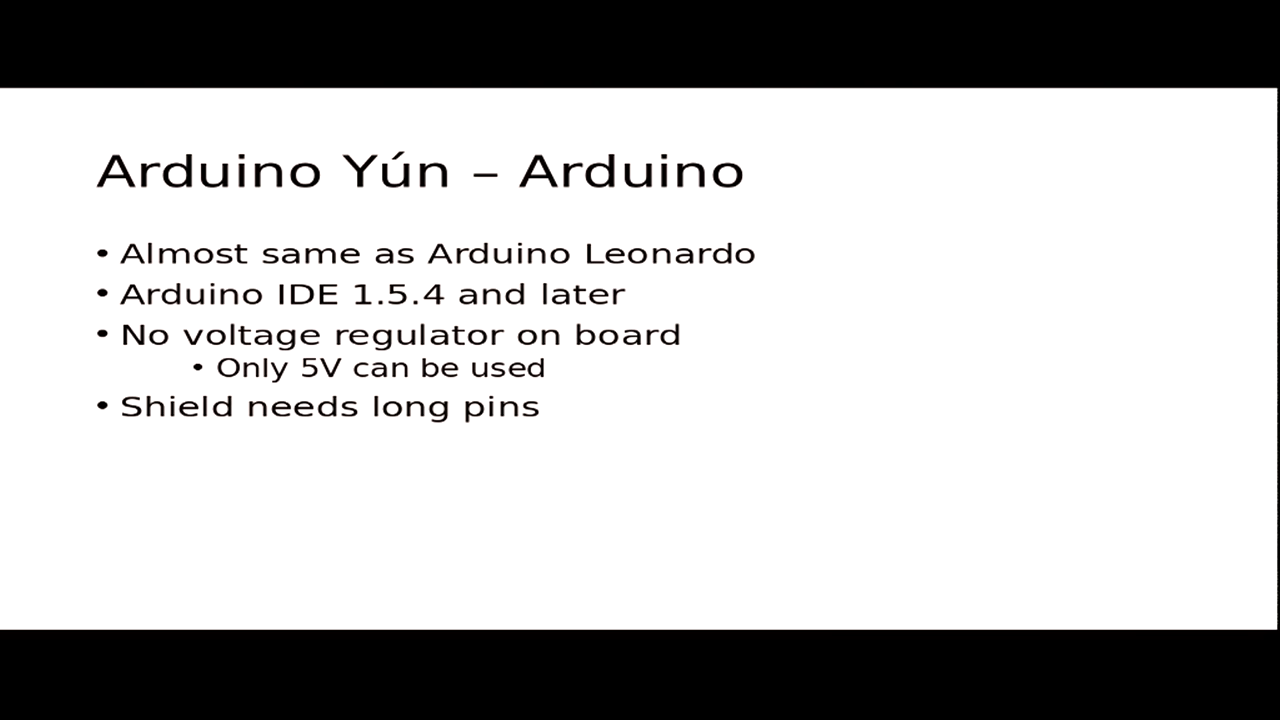 Arduino Yún – Arduino
• Almost same as Arduino Leonardo
• Arduino IDE 1.5.4 and later
• No voltage regulator on board
• Only 5V can be used
• Shield needs long pins